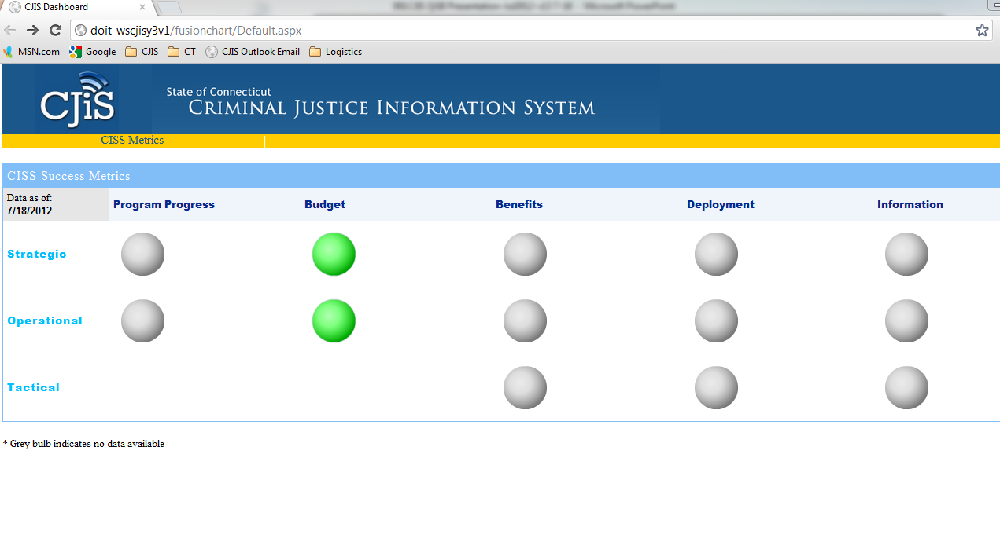 CJIS Dashboard
doit-wscjisy3v1/fusionchart/Default.aspx
MSN.com Google CJIS CT CJIS Outlook Email Logistics
CJiS
State of Connecticut
CRIMINAL JUSTICE INFORMATION SYSTEM
CISS Metrics
CISS Success Metrics
Data as of:
7/18/2012
Program Progress Budget Benefits Deployment Information
Strategic
Operational
Tactical
* Grey bulb indicates no data available